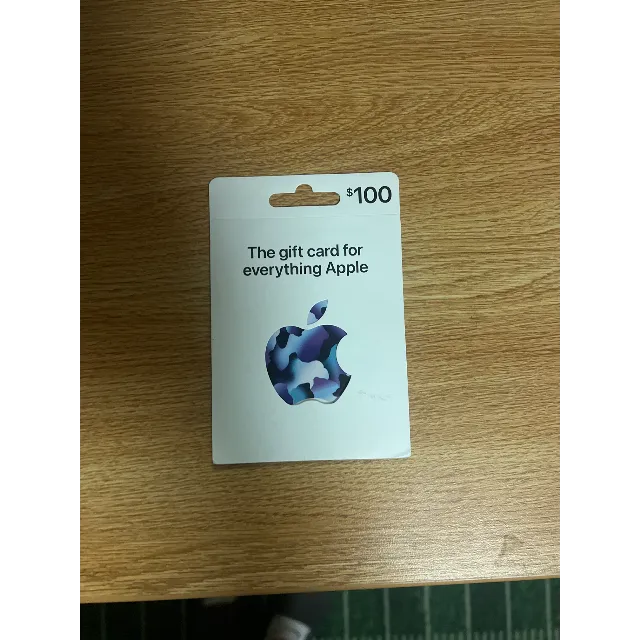 $100
The gift card for
everything Apple